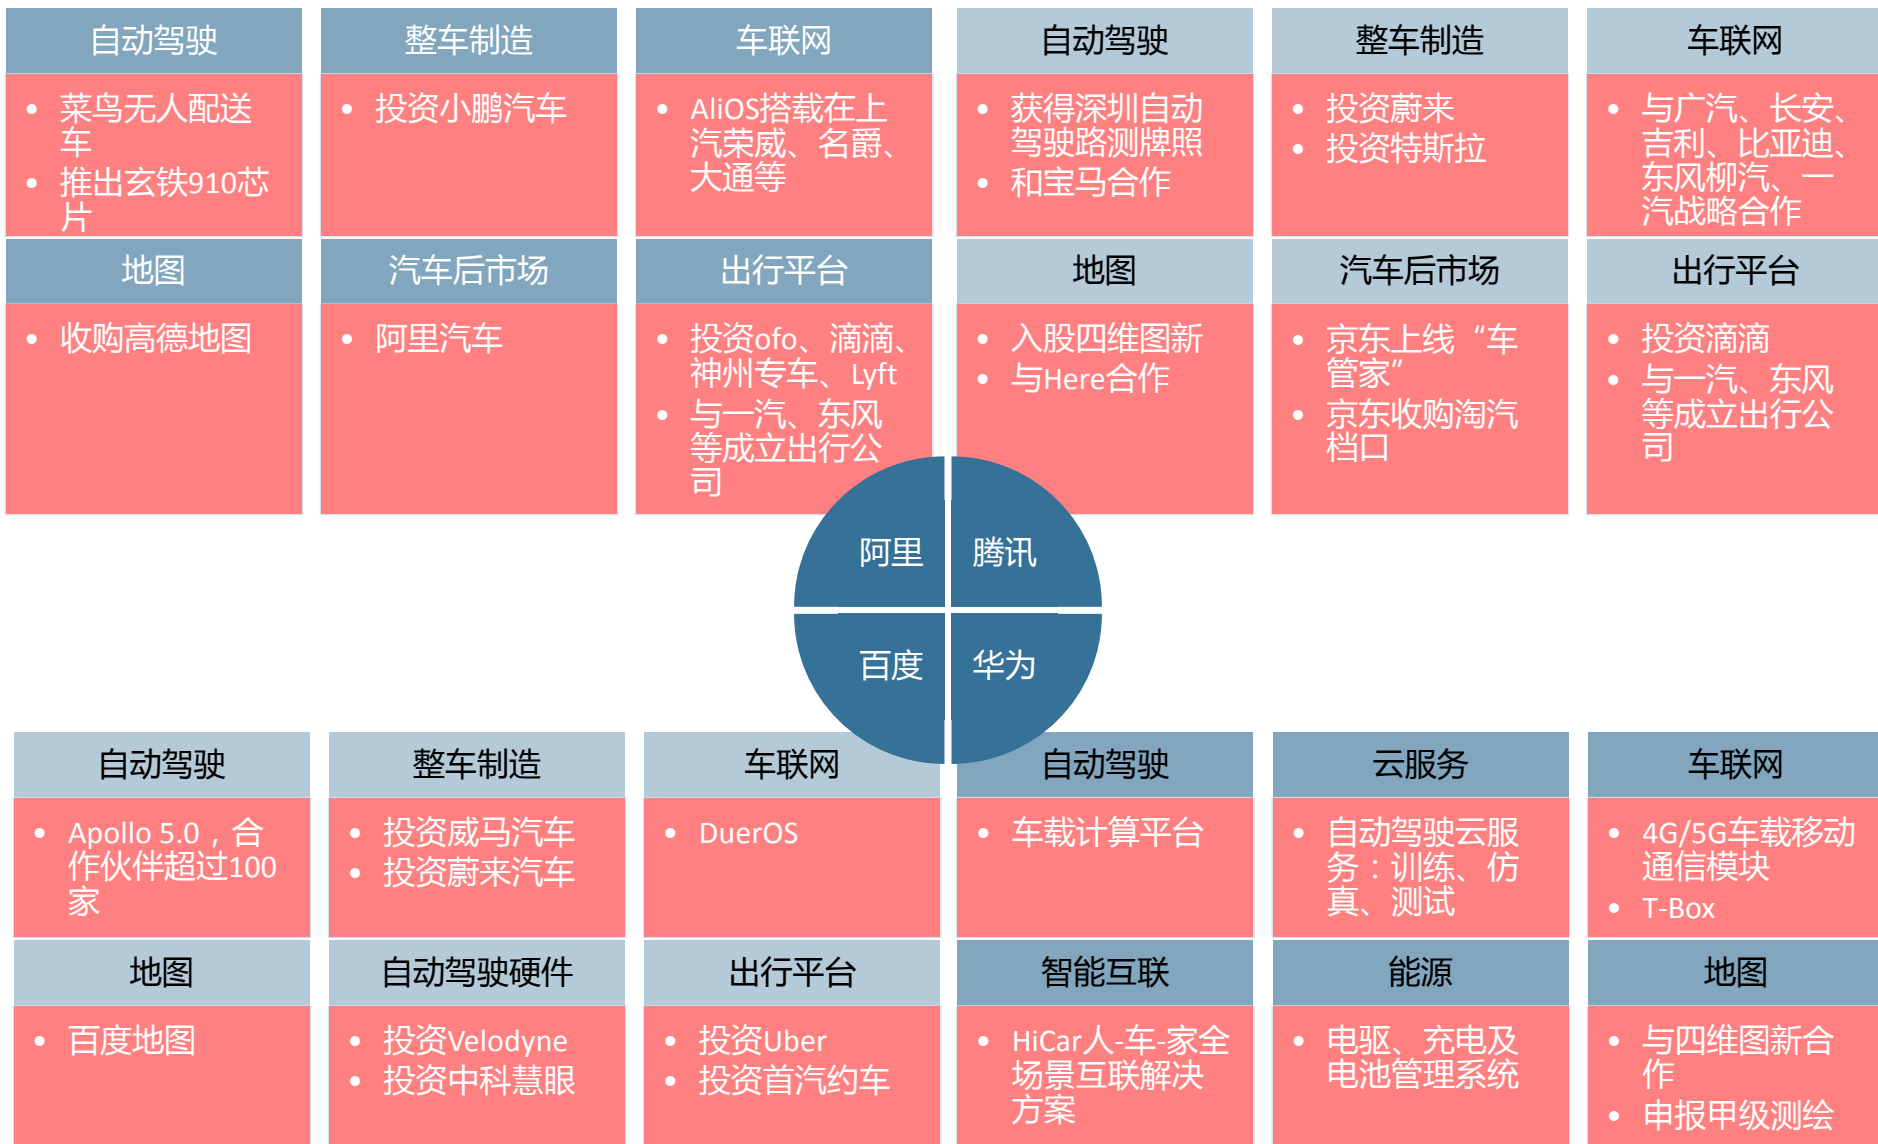 自动驾驶
菜鸟无人配送
车
推出玄铁910芯
片
整车制造
投资小鹏汽车
车联网
AliOS搭载在上
汽荣威、名爵、
大通等
地图
收购高德地图
汽车后市场
阿里汽车
出行平台
投资ofo、滴滴、
神州专车、Lyft
与一汽、东风
等成立出行公
司
自动驾驶
获得深圳自动
驾驶路测牌照
和宝马合作
整车制造
投资蔚来
投资特斯拉
车联网
与广汽、长安、
吉利、比亚迪、
东风柳汽、一
汽战略合作
地图
入股四维图新
与Here合作
汽车后市场
京东上线“车
管家”
京东收购淘汽
档口
出行平台
投资滴滴
与一汽、东风
等成立出行公
司
阿里
腾讯
百度
华为
自动驾驶
Apollo 5.0，合
作伙伴超过100
家
整车制造
投资威马汽车
投资蔚来汽车
车联网
DuerOS
地图
百度地图
自动驾驶硬件
投资Velodyne
投资中科慧眼
出行平台
投资Uber
投资首汽约车
自动驾驶
车载计算平台
云服务
自动驾驶云服
务：训练、仿
真、测试
车联网
4G/5G车载移动
通信模块
T-Box
智能互联
HiCar人-车-家全
场景互联解决
方案
能源
电驱、充电及
电池管理系统
地图
与四维图新合
作
申报甲级测绘